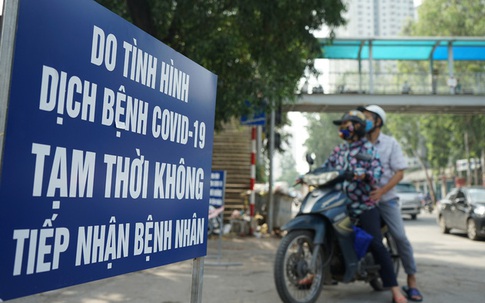 DO TÌNH HÌNH
DỊCH BỆNH COVID-19
TẠM THỜI KHÔNG
TIẾP NHẬN BỆNH NHÂN